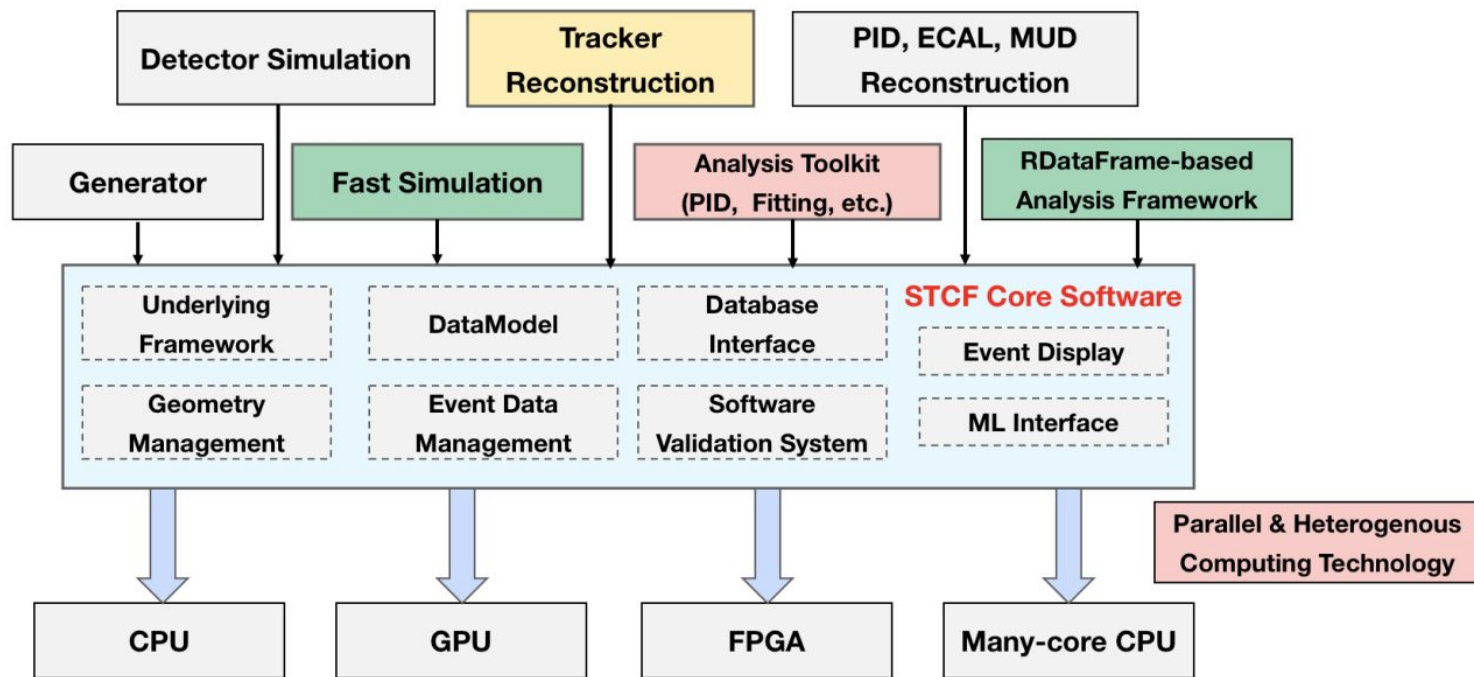 Detector Simulation
Tracker
Reconstruction
PID, ECAL, MUD
Reconstruction
Generator
Fast Simulation
Analysis Toolkit
(PID, Fitting, etc.)
RDataFrame-based
Analysis Framework
STCF Core Software
Underlying
Framework
DataModel
Database
Interface
Event Display
Geometry
Management
Event Data
Management
Software
Validation System
ML Interface
Parallel & Heterogenous
Computing Technology
CPU
GPU
FPGA
Many-core CPU